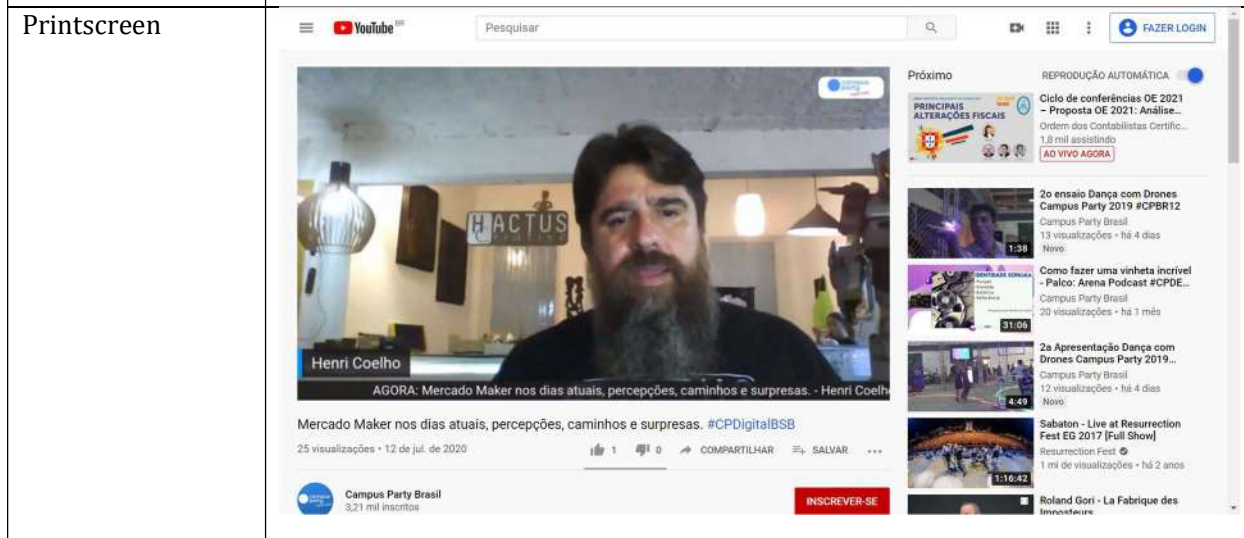 Printscreen
YouTube BR
Pesquisar
FAZER LOGIN
campus
party
HACTUS
Henri Coelho
AGORA: Mercado Maker nos dias atuais, percepções, caminhos e surpresas. - Henri Coelh
Mercado Maker nos dias atuais, percepções, caminhos e surpresas. #CPDigitalBSB
25 visualizações • 12 de jul. de 2020
1
0
COMPARTILHAR
SALVAR
Campus Party Brasil
3,21 mil inscritos
INSCREVER-SE
Próximo
REPRODUÇÃO AUTOMÁTICA
PRINCIPAIS
ALTERAÇÕES FISCAIS
Ciclo de conferências OE 2021
– Proposta OE 2021: Análise...
Ordem dos Contabilistas Certific...
1,8 mil assistindo
AO VIVO AGORA
1:38
2o ensaio Dança com Drones
Campus Party 2019 #CPBR12
Campus Party Brasil
13 visualizações • há 4 dias
Novo
31:06
Como fazer uma vinheta incrível
- Palco: Arena Podcast #CPDE...
Campus Party Brasil
20 visualizações • há 1 mês
4:49
2a Apresentação Dança com
Drones Campus Party 2019...
Campus Party Brasil
12 visualizações • há 4 dias
Novo
1:16:42
Sabaton - Live at Resurrection
Fest EG 2017 [Full Show]
Resurrection Fest
1 mi de visualizações • há 2 anos
Roland Gori - La Fabrique des
Imposteurs